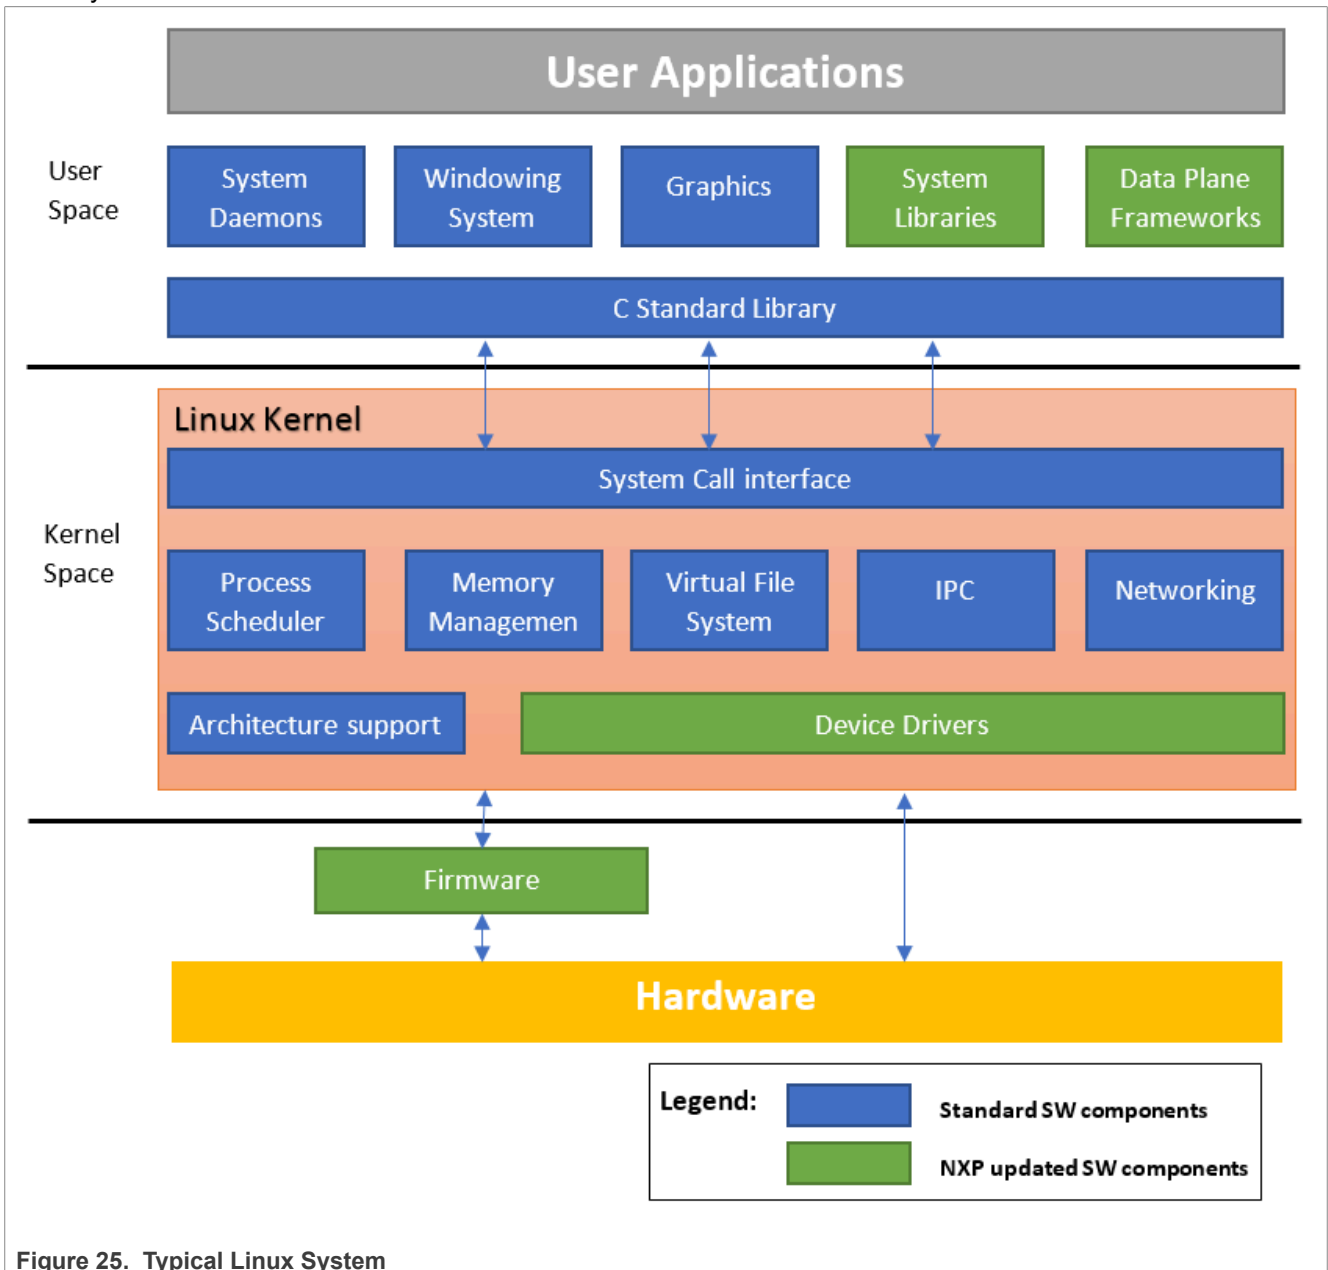 User Applications
User
Space
System
Daemons
Windowing
System
Graphics
System
Libraries
Data Plane
Frameworks
C Standard Library
Linux Kernel
System Call interface
Kernel
Space
Process
Scheduler
Memory
Managemen
Virtual File
System
IPC
Networking
Architecture support
Device Drivers
Firmware
Hardware
Legend:
Standard SW components
NXP updated SW components
Figure 25. Typical Linux System